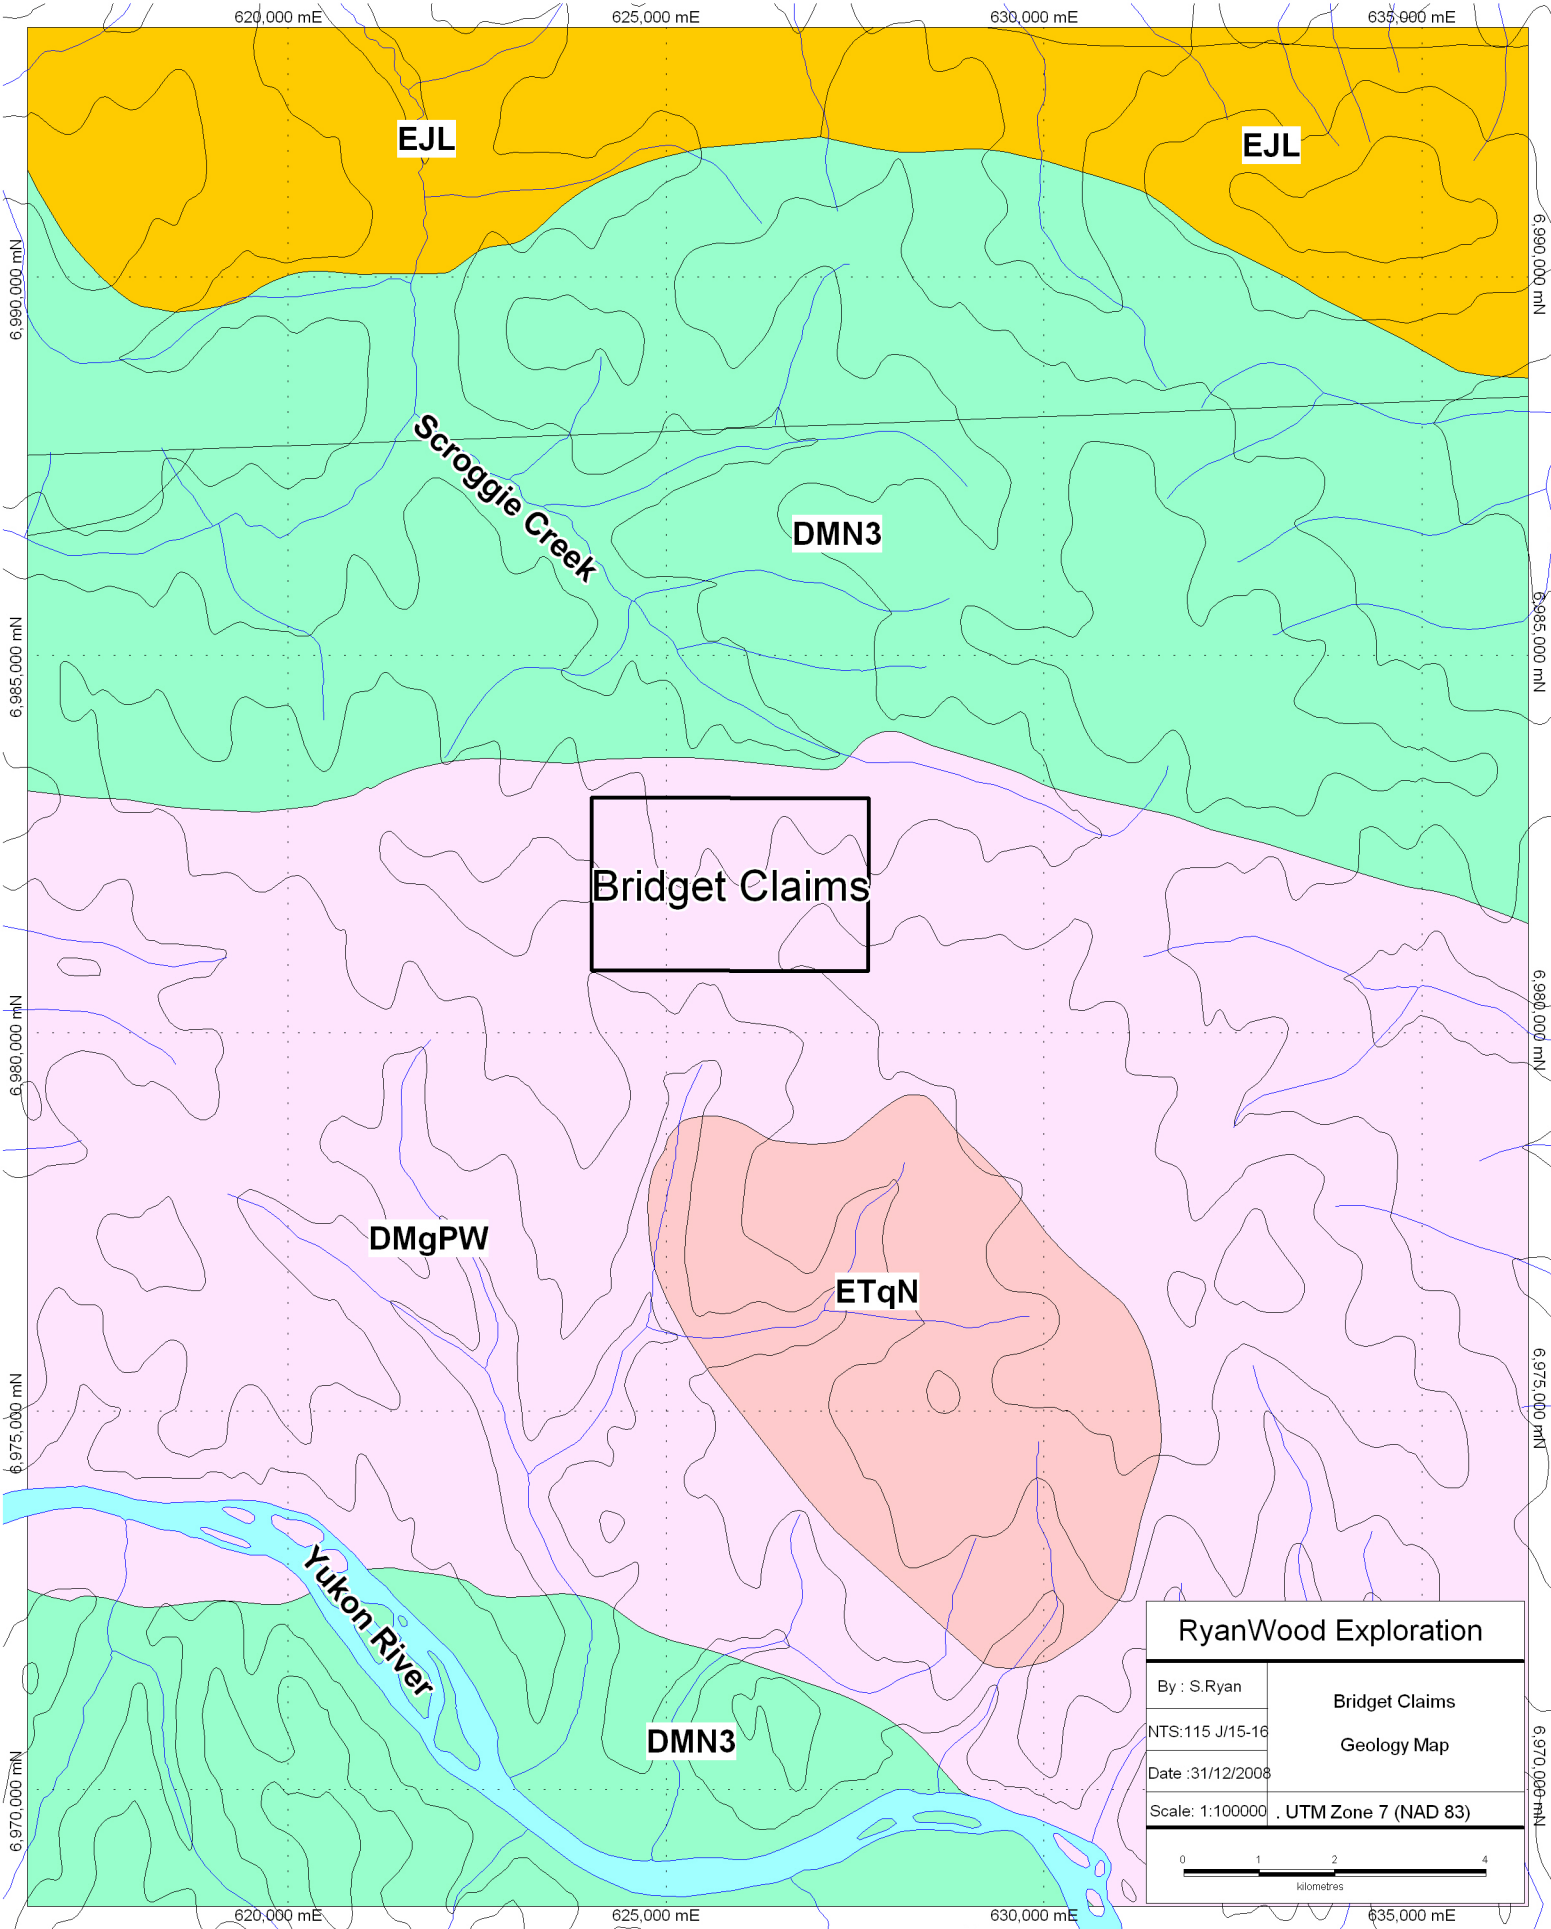 620,000 mE 625,000 mE 630,000 mE 635,000 mE
EJL
EJL
6,990,000 mN
6,990,000 mN
Scroggie Creek
DMN3
6,985,000 mN
6,985,000 mN
Bridget Claims
6,980,000 mN
6,980,000 mN
DMgPW
ETqN
6,975,000 mN
6,975,000 mN
Yukon River
DMN3
6,970,000 mN
6,970,000 mN
RyanWood Exploration
By : S.Ryan
NTS:115 J/15-16
Date :31/12/2008
Scale: 1:100000
Bridget Claims
Geology Map
. UTM Zone 7 (NAD 83)
0 1 2 4
kilometres
620,000 mE 625,000 mE 630,000 mE 635,000 mE